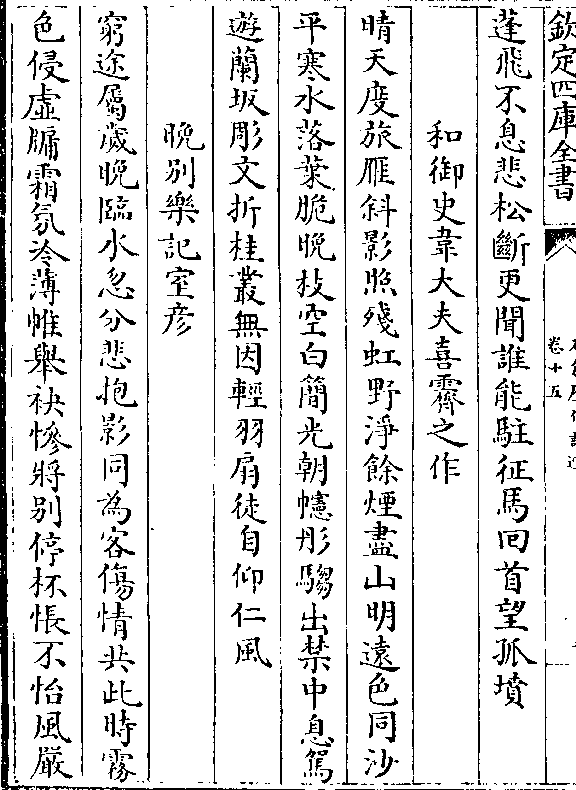 欽定四庫全書
卷十五
蓬飛不息悲松斷更聞誰能駐征馬回首望孤墳
和御史韋大夫喜霽之作
晴天度旅雁斜影照殘虹野淨餘煙盡山明遠色同沙
平寒水落葉脆晚枝空白簡光朝幰彤騶出禁中息駕
遊蘭坂彫文折桂叢無因輕羽扇徒自仰仁風
晚別樂記室彦
窮途屬歲晚臨水忽分悲抱影同為客傷情共此時霧
色侵虛牖霜氛冷薄帷舉袂慘將別停杯悵不怡風嚴